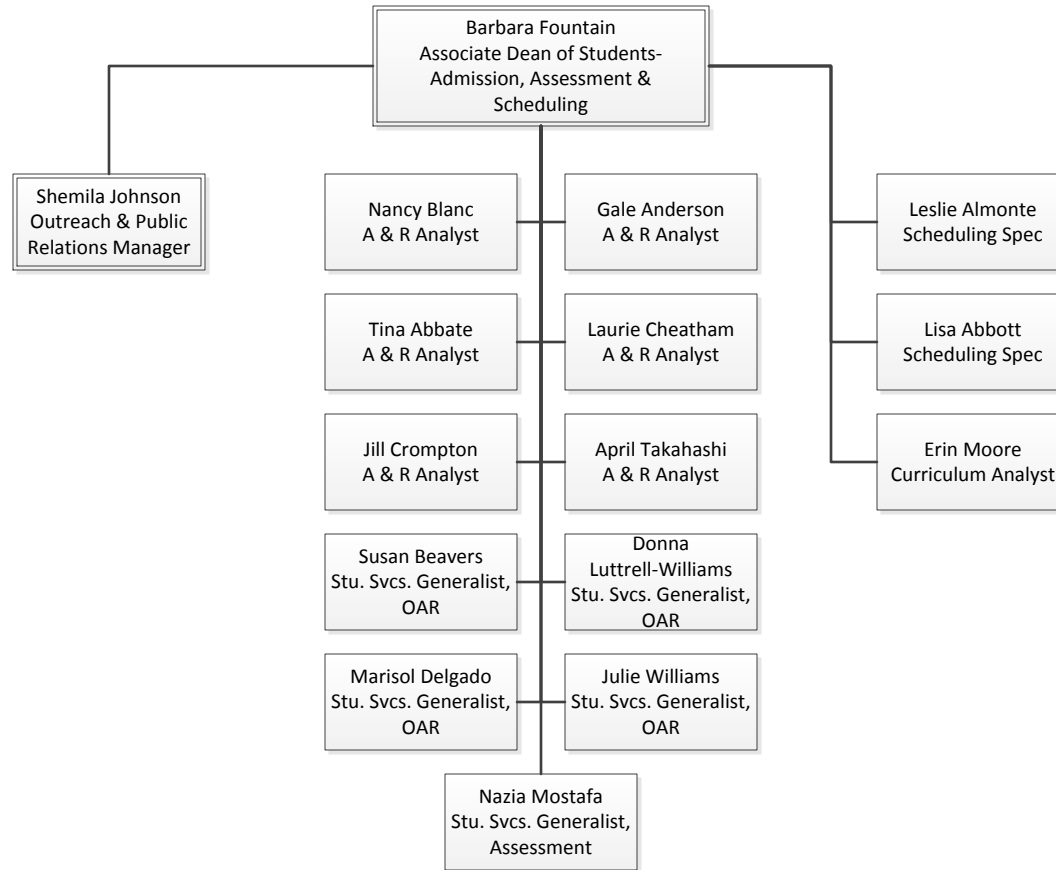 Barbara Fountain
Associate Dean of Students-
Admission, Assessment &
Scheduling
Shemila Johnson
Outreach & Public
Relations Manager
Nancy Blanc
A & R Analyst
Gale Anderson
A & R Analyst
Leslie Almonte
Scheduling Spec
Tina Abbate
A & R Analyst
Laurie Cheatham
A & R Analyst
Lisa Abbott
Scheduling Spec
Jill Crompton
A & R Analyst
April Takahashi
A & R Analyst
Erin Moore
Curriculum Analyst
Susan Beavers
Stu. Svcs. Generalist,
OAR
Donna
Luttrell-Williams
Stu. Svcs. Generalist,
OAR
Marisol Delgado
Stu. Svcs. Generalist,
OAR
Julie Williams
Stu. Svcs. Generalist,
OAR
Nazia Mostafa
Stu. Svcs. Generalist,
Assessment